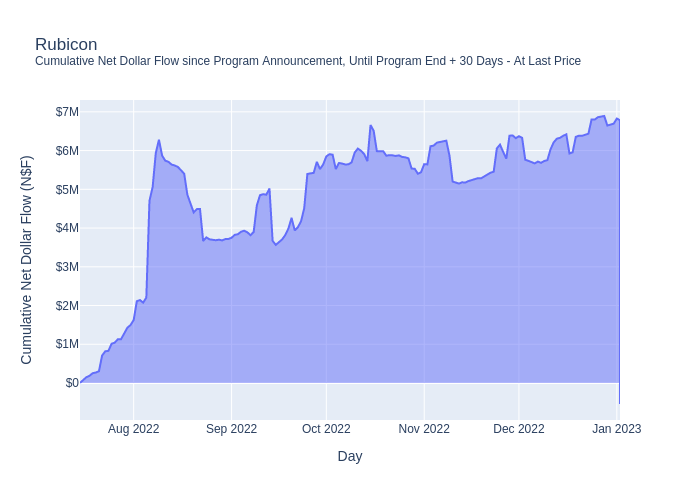 Rubicon
Cumulative Net Dollar Flow since Program Announcement, Until Program End + 30 Days - At Last Price
Cumulative Net Dollar Flow (N$F)
$7M
$6M
$5M
$4M
$3M
$2M
$1M
$0
Aug 2022 Sep 2022 Oct 2022 Nov 2022 Dec 2022 Jan 2023
Day